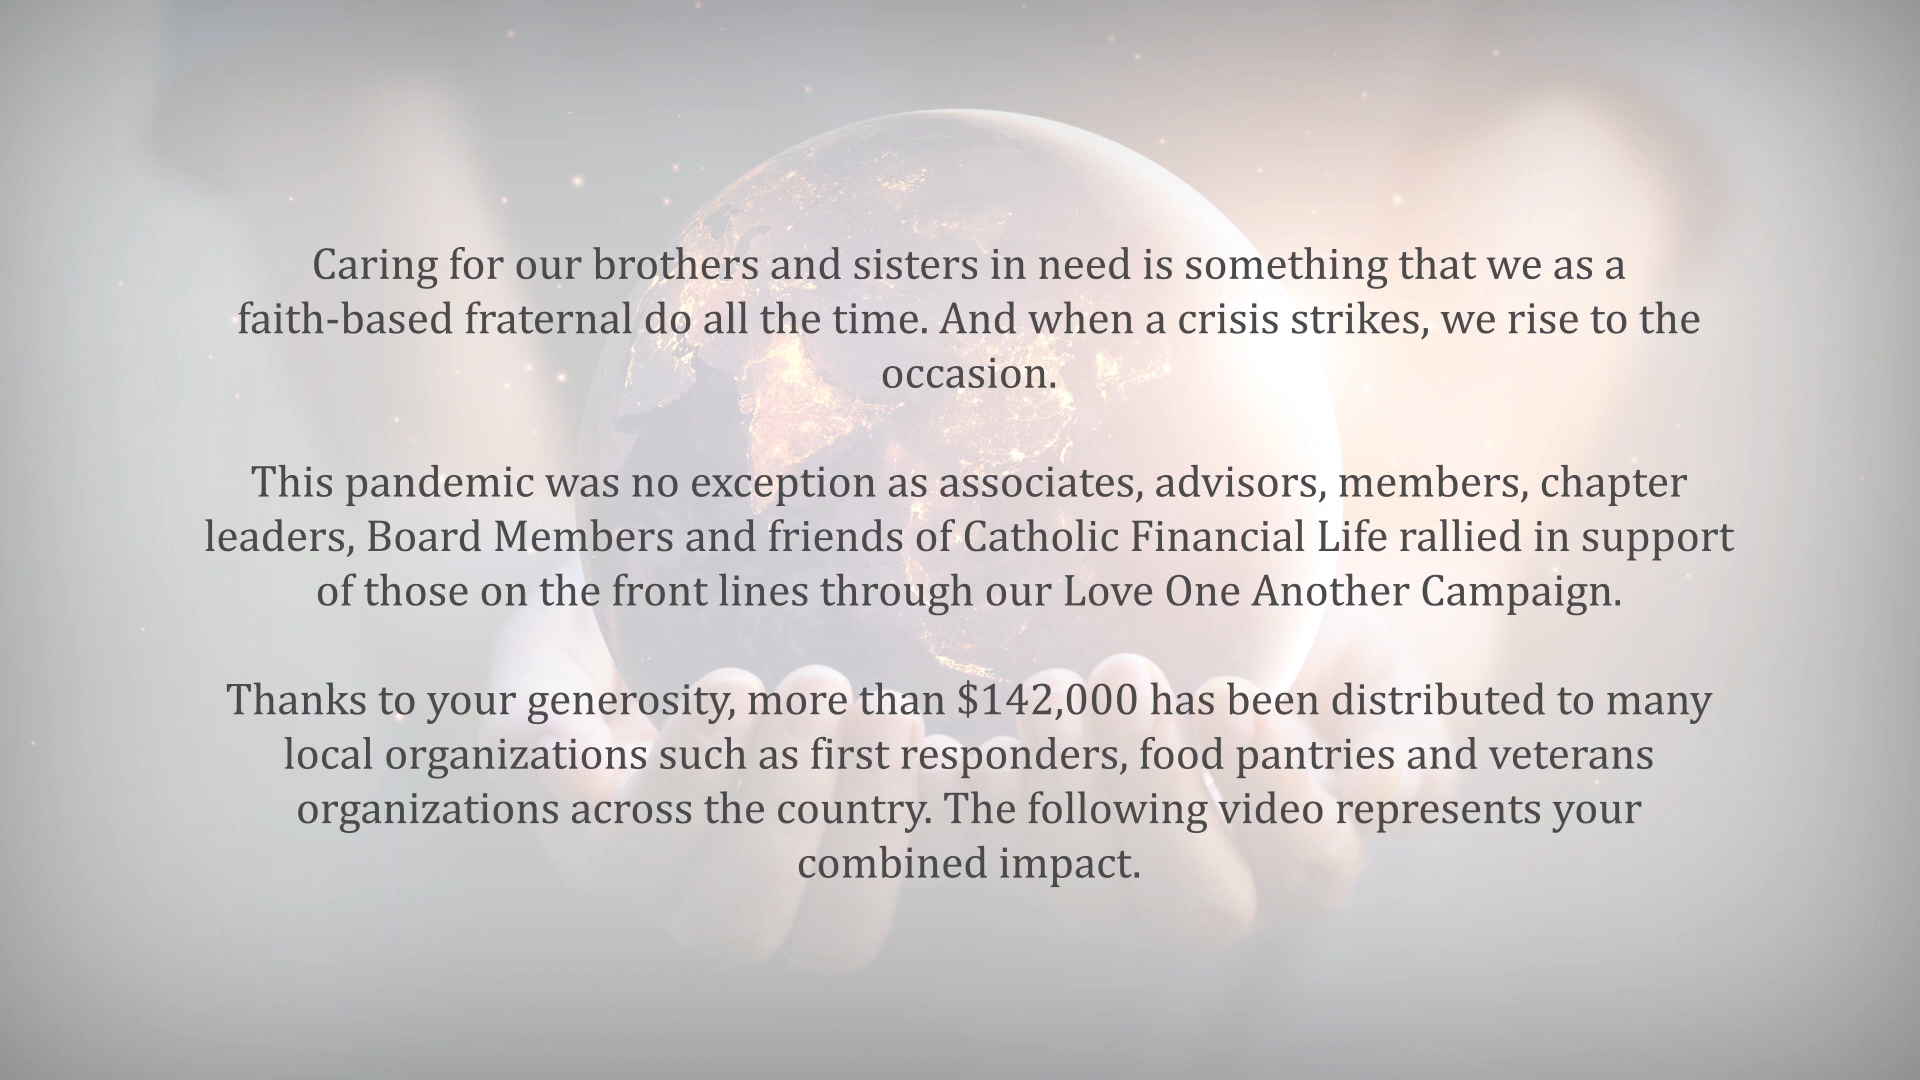 Caring for our brothers and sisters in need is something that we as a
faith-based fraternal do all the time. And when a crisis strikes, we rise to the
occasion.
This pandemic was no exception as associates, advisors, members, chapter
leaders, Board Members and friends of Catholic Financial Life rallied in support
of those on the front lines through our Love One Another Campaign.
Thanks to your generosity, more than $142,000 has been distributed to many
local organizations such as first responders, food pantries and veterans
organizations across the country. The following video represents your
combined impact.